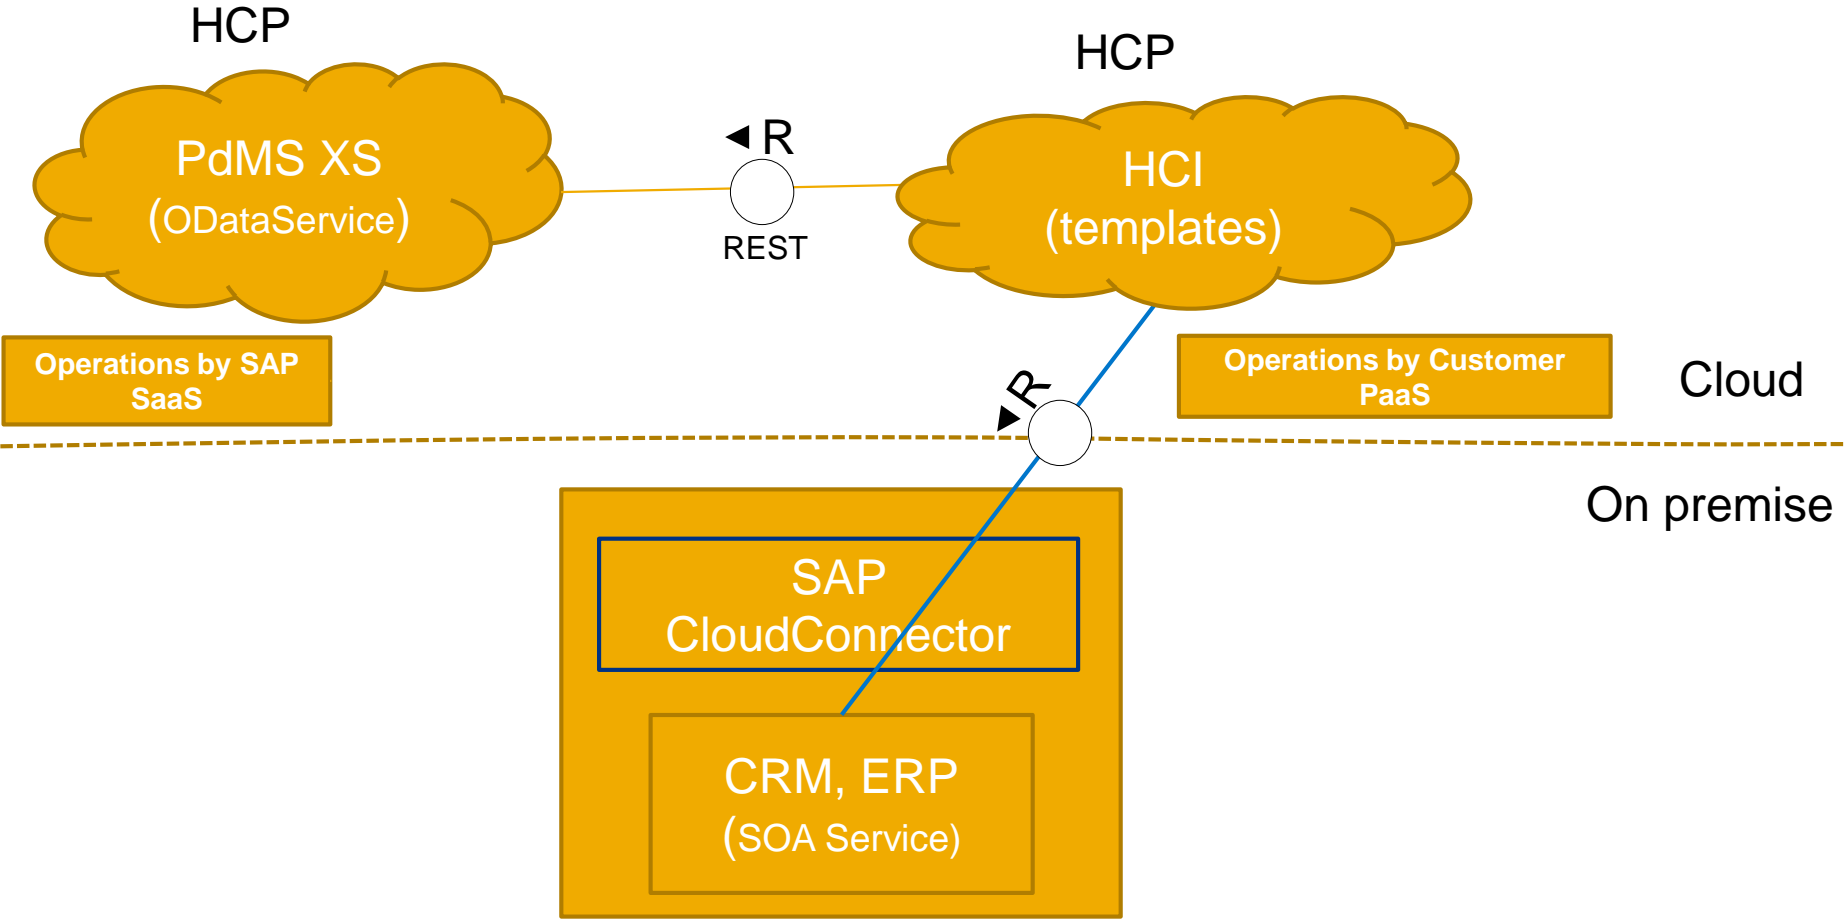 HCP
HCP
PdMS XS
(ODataService)
◄R
REST
HCI
(templates)
Operations by SAP
SaaS
Operations by Customer
PaaS
Cloud
◄R
On premise
SAP
CloudConnector
CRM, ERP
(SOA Service)